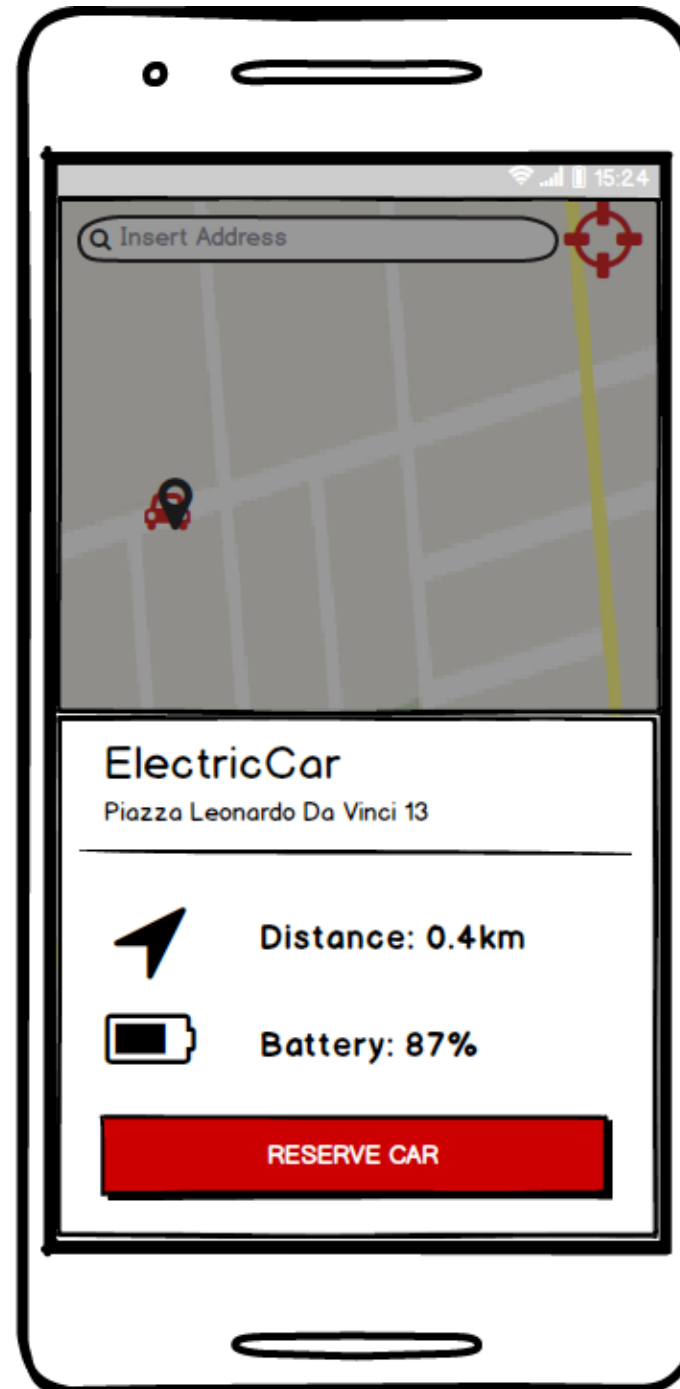 15:24
Insert Address
ElectricCar
Piazza Leonardo Da Vinci 13
Distance: 0.4km
Battery: 87%
RESERVE CAR